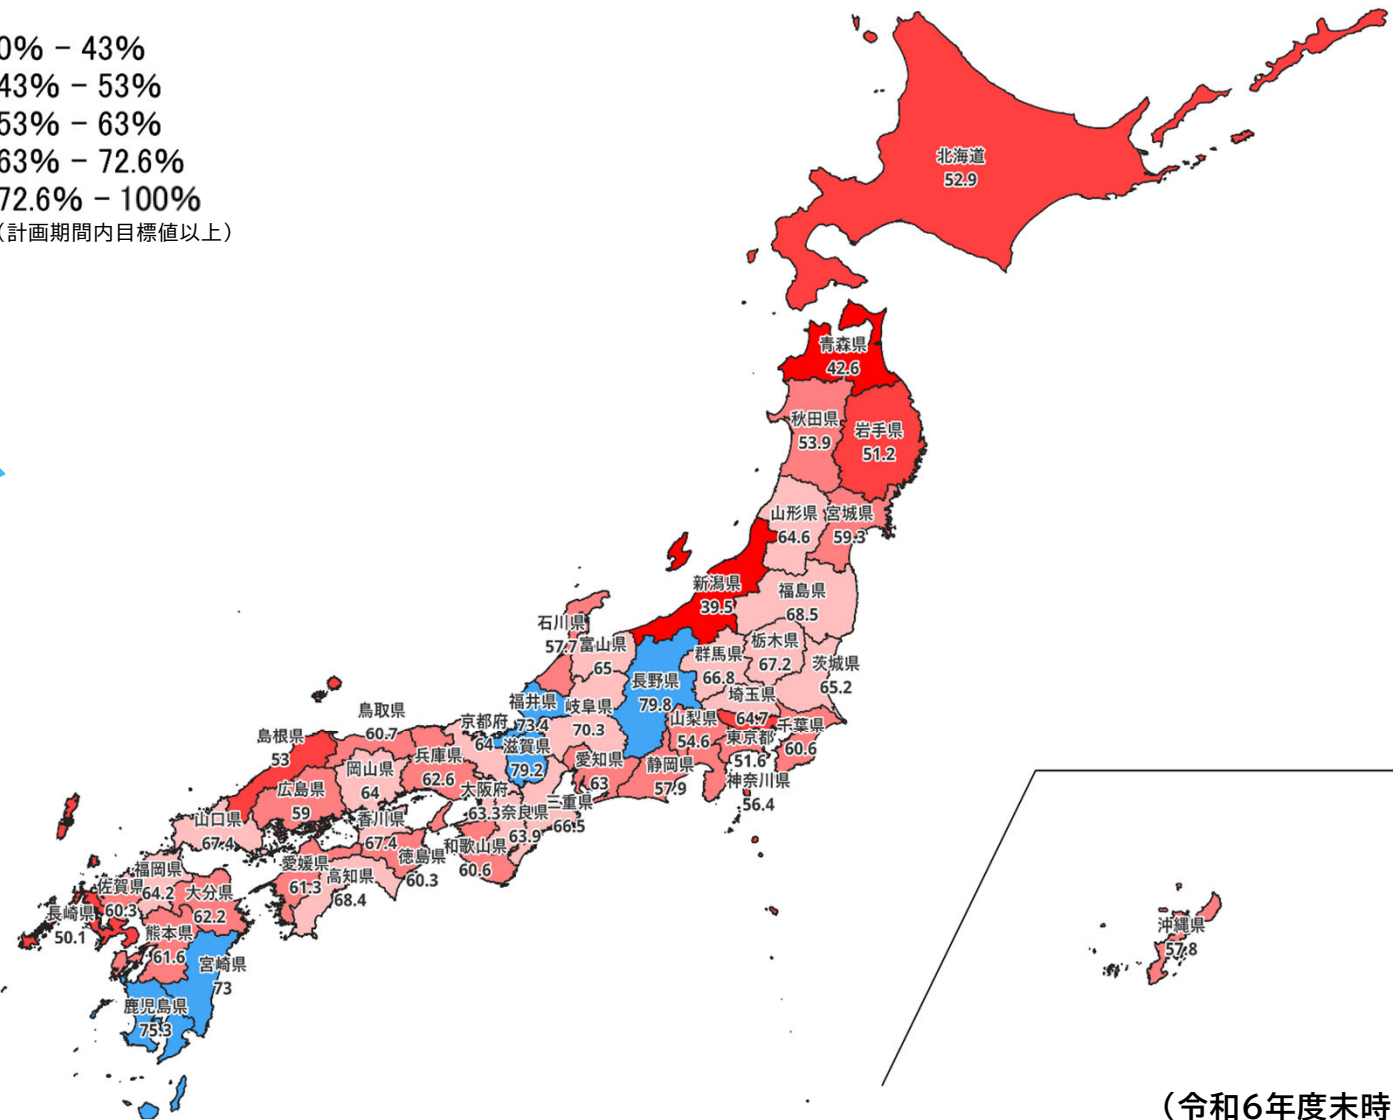 0% - 43%
43% - 53%
53% - 63%
63% - 72.6%
72.6% - 100%
（計画期間内目標値以上）
北海道
52.9
青森県
42.6
秋田県
53.9
岩手県
51.2
山形県
64.6
宮城県
59.3
新潟県
39.5
福島県
68.5
石川県
57.7
富山県
65
群馬県
66.8
栃木県
67.2
茨城県
65.2
長野県
79.8
埼玉県
64.7
福井県
73.4
岐阜県
70.3
山梨県
54.6
東京都
51.6
千葉県
60.6
神奈川県
56.4
鳥取県
60.7
京都府
64
滋賀県
79.2
愛知県
63
静岡県
57.9
島根県
53
岡山県
64
兵庫県
62.6
大阪府
63.3
奈良県
63.9
三重県
66.5
広島県
59
山口県
67.4
香川県
67.4
徳島県
60.3
和歌山県
60.6
愛媛県
61.3
高知県
68.4
福岡県
64.2
佐賀県
60.3
大分県
62.2
長崎県
50.1
熊本県
61.6
宮崎県
73
鹿児島県
75.3
沖縄県
57.8
（令和6年度末時